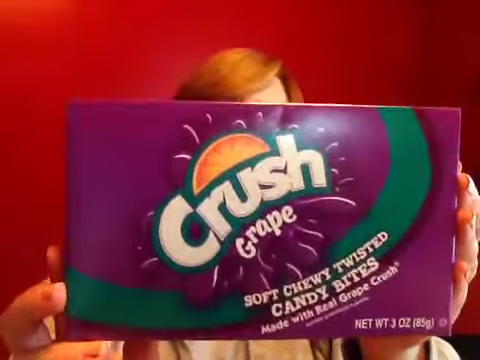 Crush
Grape
SOFT CHEWY TWISTED
CANDY BITES
Made with Real Grape Crush®
NET WT 3 OZ (85g)